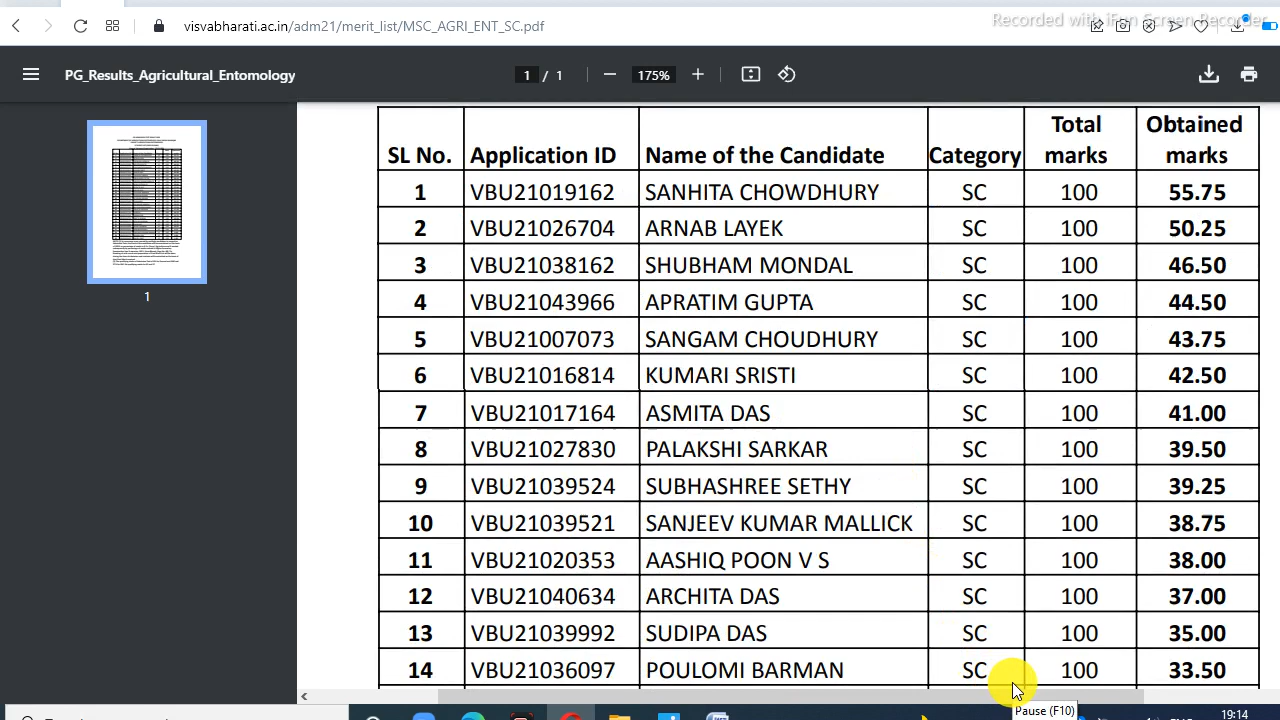 visvabharati.ac.in/adm21/merit_list/MSC_AGRI_ENT_SC.pdf
Recorded with iFan Screen Recorder
PG_Results_Agricultural_Entomology
1 / 1
175%
1
SL No. Application ID Name of the Candidate Category Total marks Obtained marks
1 VBU21019162 SANHITA CHOWDHURY SC 100 55.75
2 VBU21026704 ARNAB LAYEK SC 100 50.25
3 VBU21038162 SHUBHAM MONDAL SC 100 46.50
4 VBU21043966 APRATIM GUPTA SC 100 44.50
5 VBU21007073 SANGAM CHOUDHURY SC 100 43.75
6 VBU21016814 KUMARI SRISTI SC 100 42.50
7 VBU21017164 ASMITA DAS SC 100 41.00
8 VBU21027830 PALAKSHI SARKAR SC 100 39.50
9 VBU21039524 SUBHASHREE SETHY SC 100 39.25
10 VBU21039521 SANJEEV KUMAR MALLICK SC 100 38.75
11 VBU21020353 AASHIQ POON V S SC 100 38.00
12 VBU21040634 ARCHITA DAS SC 100 37.00
13 VBU21039992 SUDIPA DAS SC 100 35.00
14 VBU21036097 POULOMI BARMAN SC 100 33.50
Pause (F10)
19:14